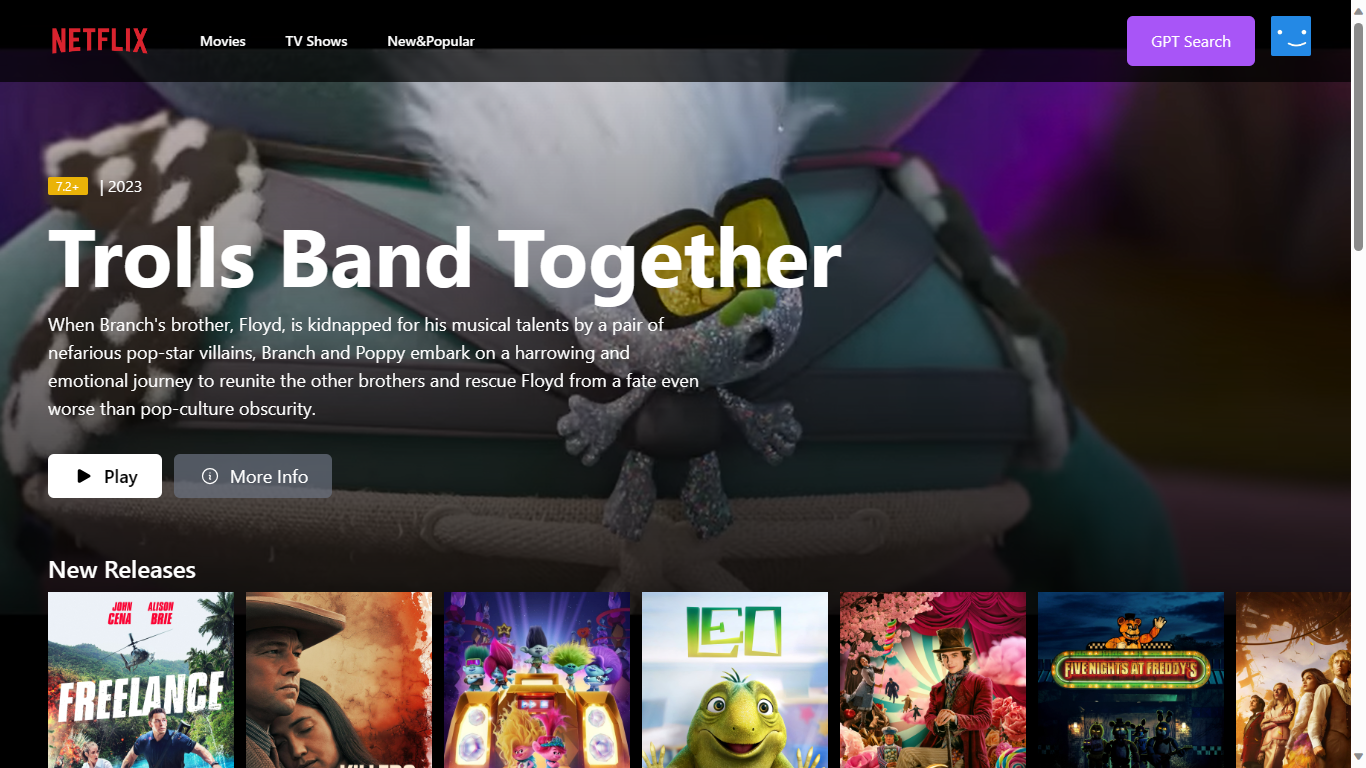 NETFLIX
Movies
TV Shows
New&Popular
GPT Search
7.2+
| 2023
Trolls Band Together
When Branch's brother, Floyd, is kidnapped for his musical talents by a pair of
nefarious pop-star villains, Branch and Poppy embark on a harrowing and
emotional journey to reunite the other brothers and rescue Floyd from a fate even
worse than pop-culture obscurity.
Play
More Info
New Releases
JOHN
CENA
ALISON
BRIE
FREELANCE
KILLERS
LEO
FIVE NIGHTS AT FREDDY'S